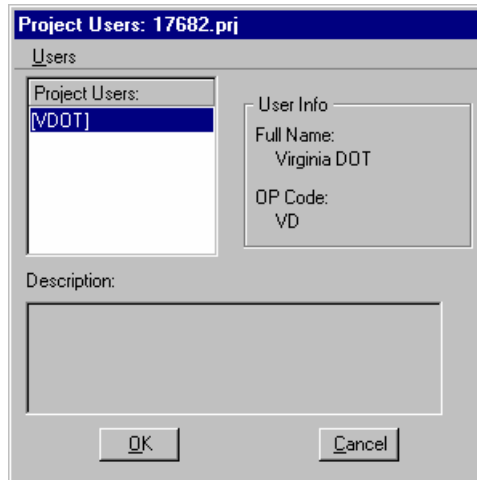 Project Users: 17682.prj
Users
Project Users:
[VDOT]
User Info
Full Name:
Virginia DOT
OP Code:
VD
Description:
OK
Cancel